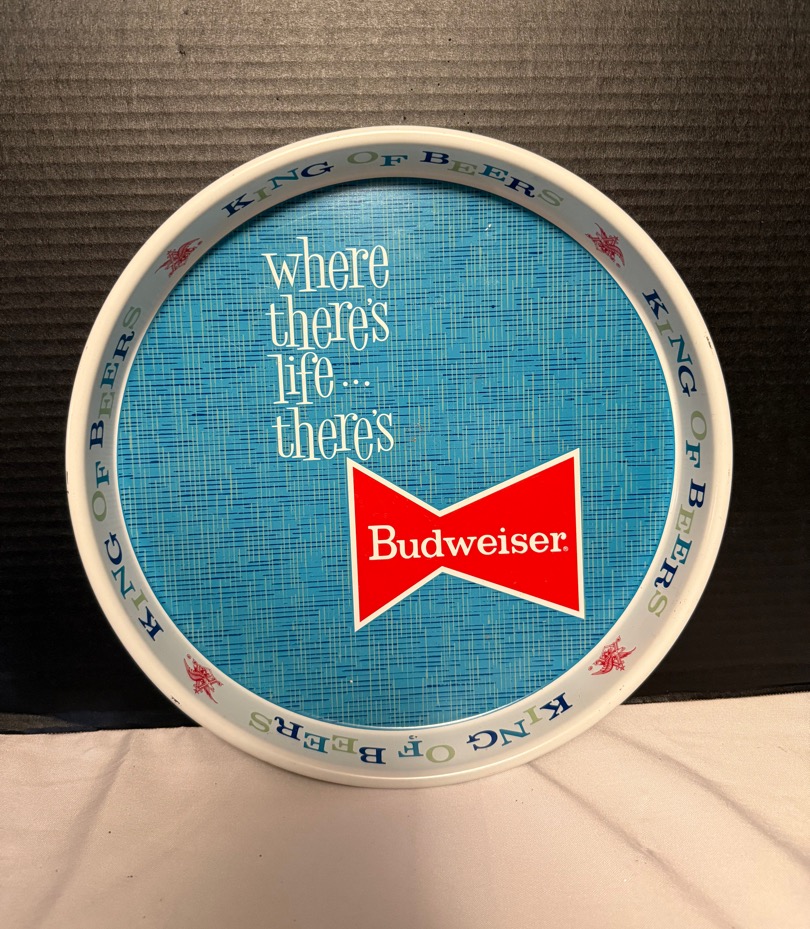 KING OF BEERS
where
there's
life...
there's
Budweiser®
KING OF BEERS
KING OF BEERS
KING OF BEERS